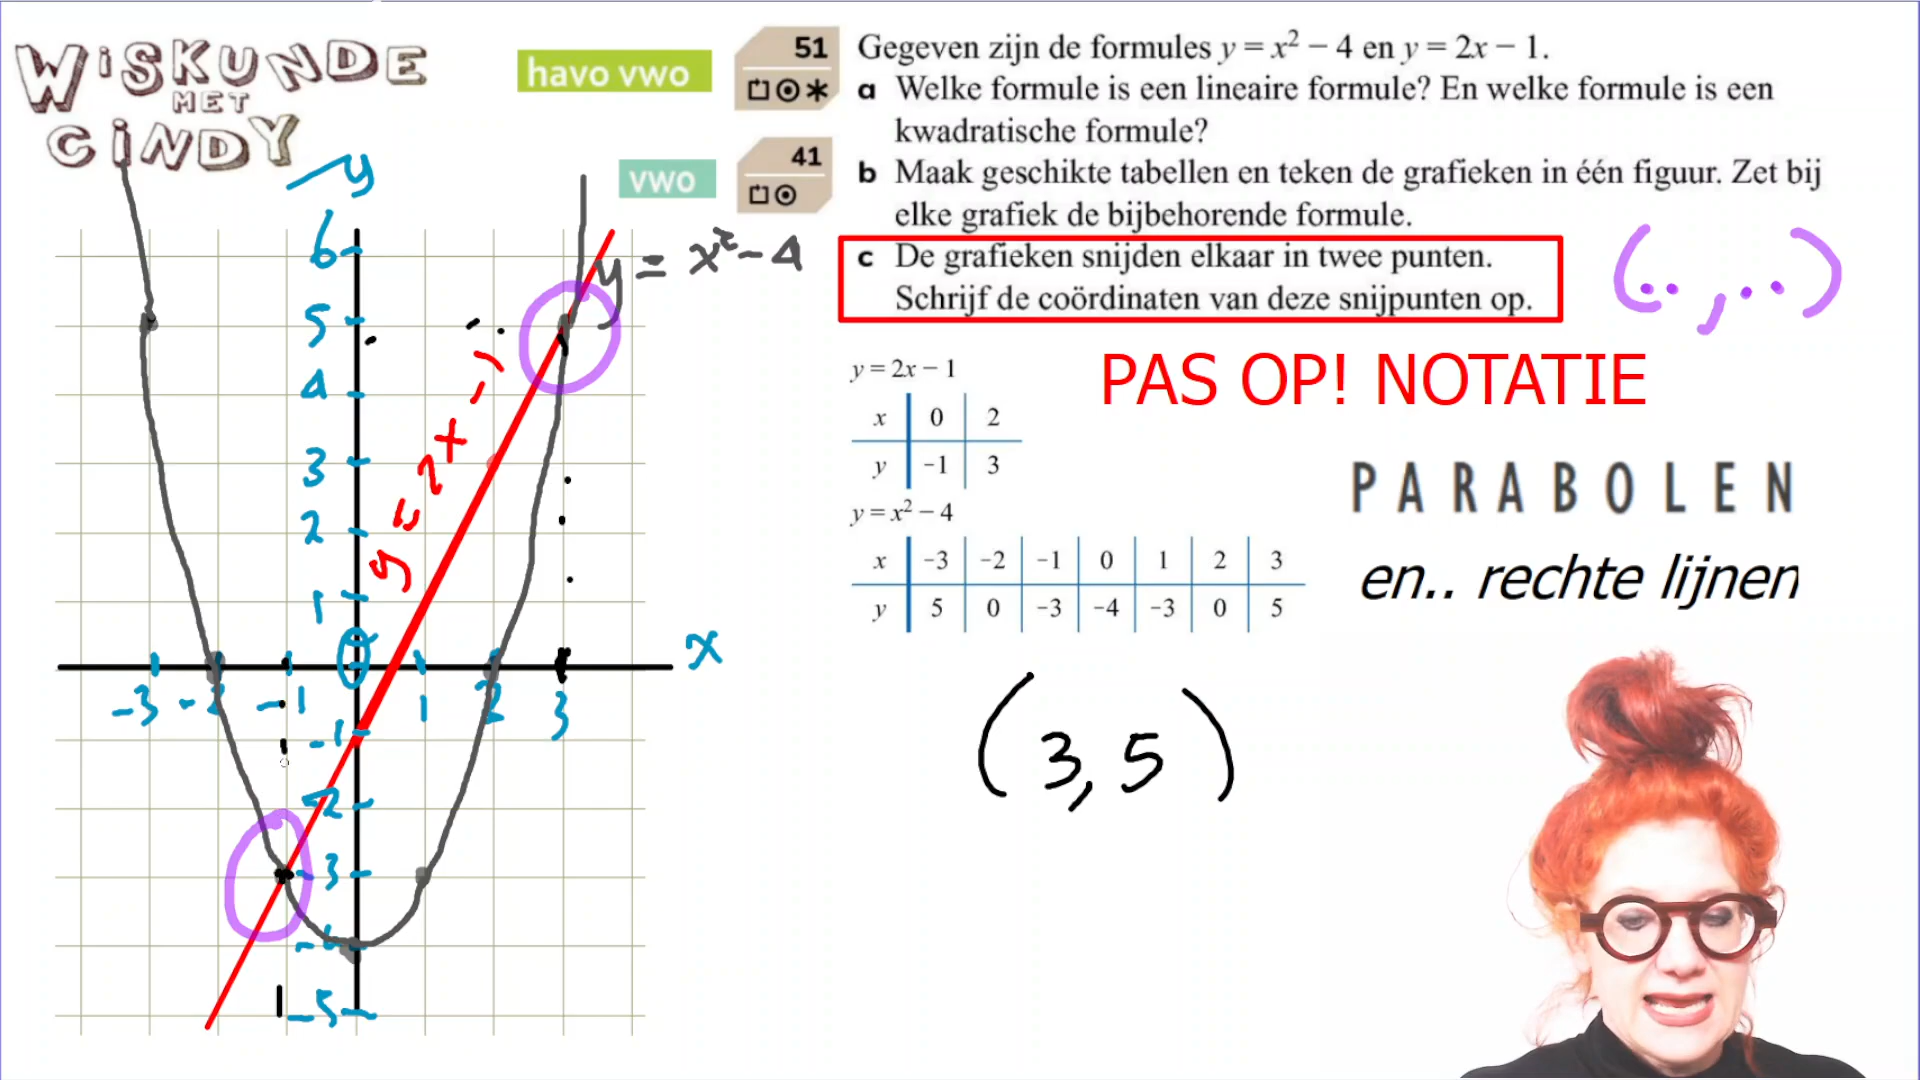 WiSKUNDE
MET
CiNDY
havo vwo
51
Gegeven zijn de formules y = x² − 4 en y = 2x − 1.
a Welke formule is een lineaire formule? En welke formule is een
kwadratische formule?
vwo
41
b Maak geschikte tabellen en teken de grafieken in één figuur. Zet bij
elke grafiek de bijbehorende formule.
c De grafieken snijden elkaar in twee punten.
Schrijf de coördinaten van deze snijpunten op.
(.. , ..)
PAS OP! NOTATIE
y = 2x − 1
x 0 2
y −1 3
PARABOLEN
en.. rechte lijnen
y = x² − 4
x −3 −2 −1 0 1 2 3
y 5 0 −3 −4 −3 0 5
(3, 5)
y
y = x² − 4
y = 2x − 1
6
5
4
3
2
1
0
x
-3 -2 -1 1 2 3
-1
-2
-3
-4
-5